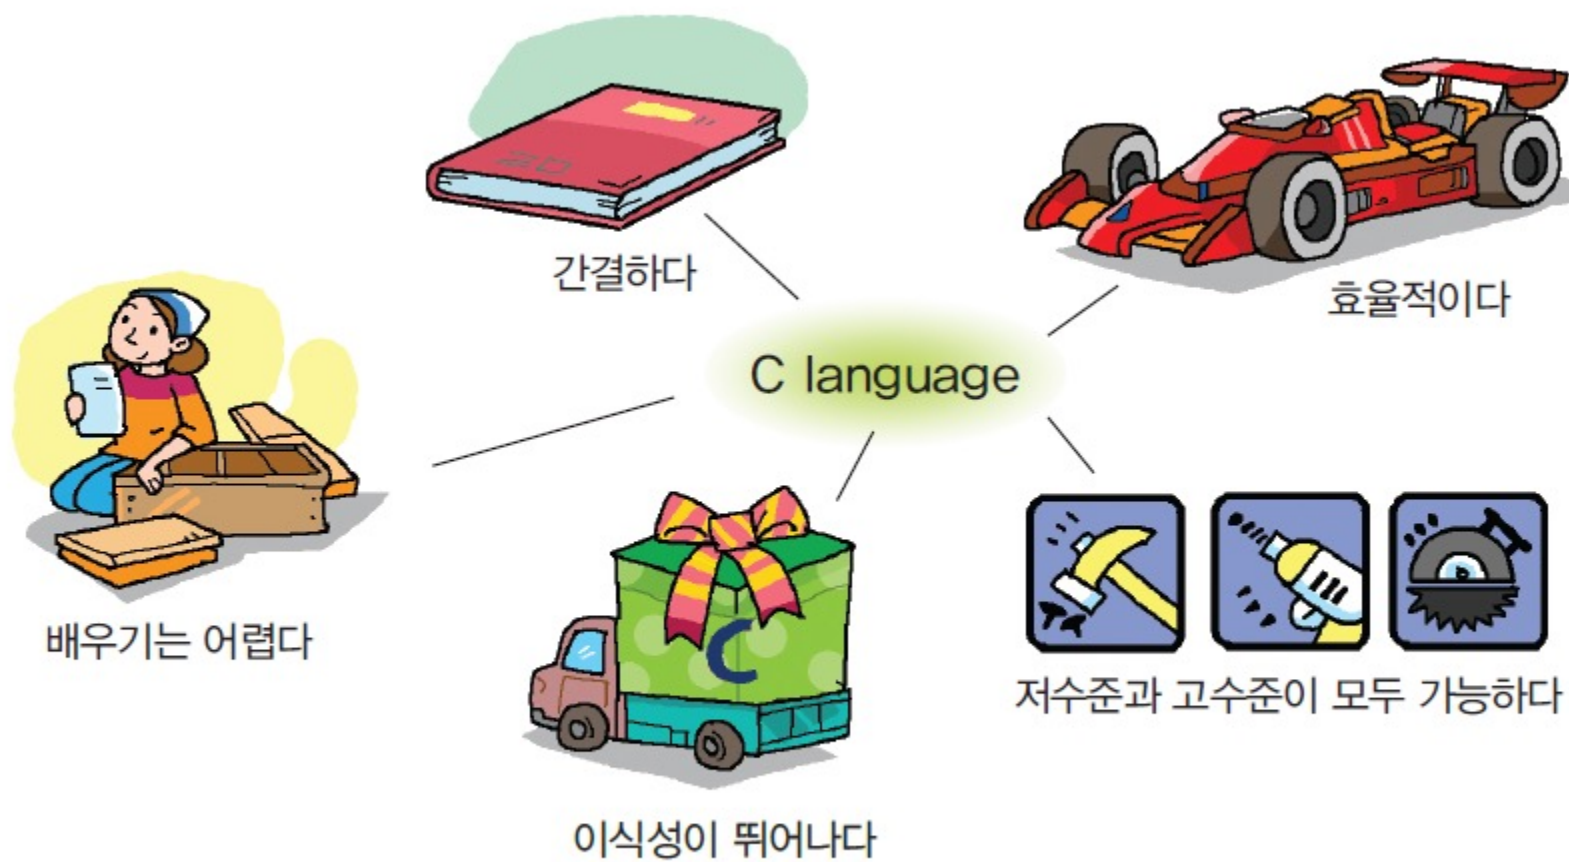 간결하다
효율적이다
C language
배우기는 어렵다
C
저수준과 고수준이 모두 가능하다
이식성이 뛰어나다